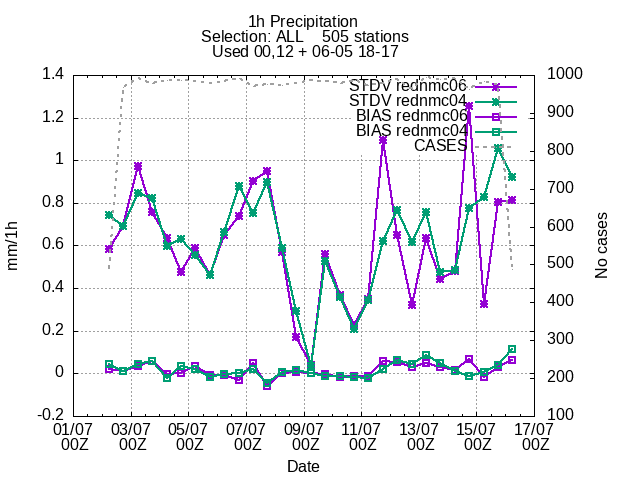 1h Precipitation
Selection: ALL 505 stations
Used 00,12 + 06-05 18-17
1.4
1.2
1
0.8
0.6
0.4
0.2
0
-0.2
mm/1h
STDV rednmc06
STDV rednmc04
BIAS rednmc06
BIAS rednmc04
CASES
1000
900
800
700
600
500
400
300
200
100
No cases
01/07 03/07 05/07 07/07 09/07 11/07 13/07 15/07 17/07
00Z 00Z 00Z 00Z 00Z 00Z 00Z 00Z 00Z
Date